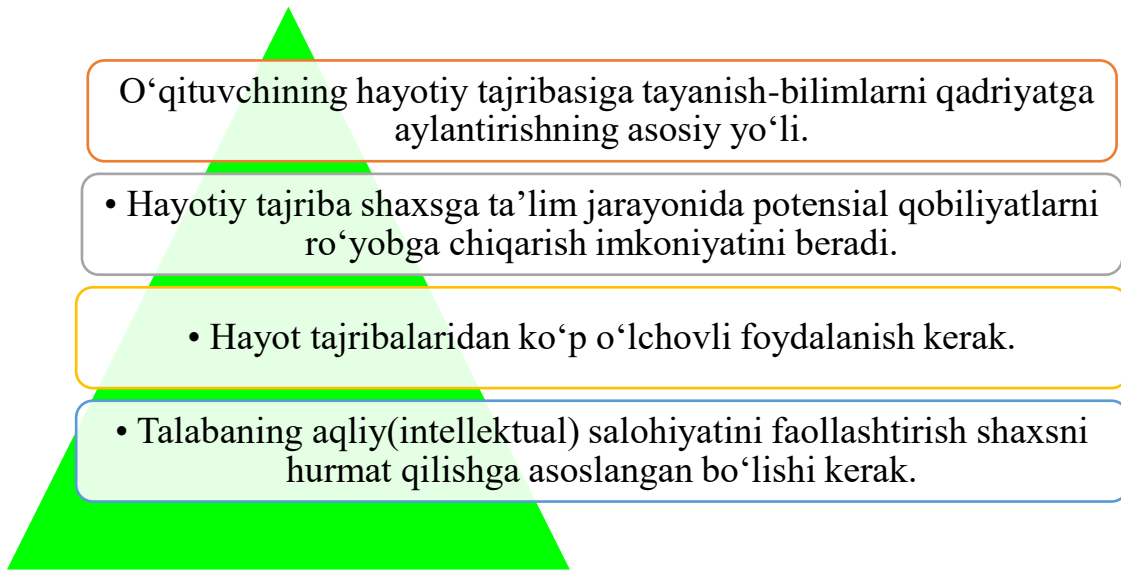 O‘qituvchining hayotiy tajribasiga tayanish-bilimlarni qadriyatga
aylantirishning asosiy yo‘li.
• Hayotiy tajriba shaxsga ta’lim jarayonida potensial qobiliyatlarni
ro‘yobga chiqarish imkoniyatini beradi.
• Hayot tajribalaridan ko‘p o‘lchovli foydalanish kerak.
• Talabaning aqliy(intellektual) salohiyatini faollashtirish shaxsni
hurmat qilishga asoslangan bo‘lishi kerak.